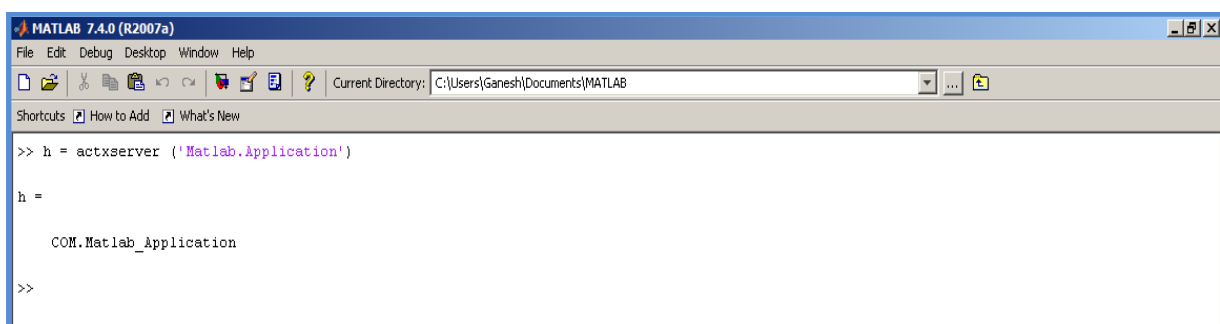 MATLAB 7.4.0 (R2007a)
File Edit Debug Desktop Window Help
Current Directory: C:\Users\Ganesh\Documents\MATLAB ...
Shortcuts How to Add What's New
>> h = actxserver ('Matlab.Application')
h =
COM.Matlab_Application
>>